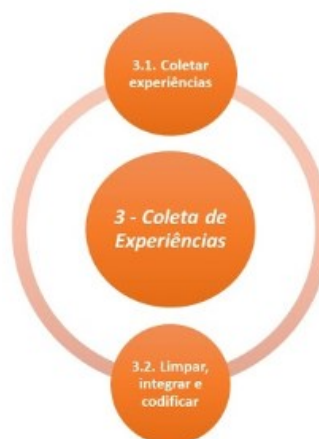 3.1. Coletar
experiências
3 - Coleta de
Experiências
3.2. Limpar,
integrar e
codificar